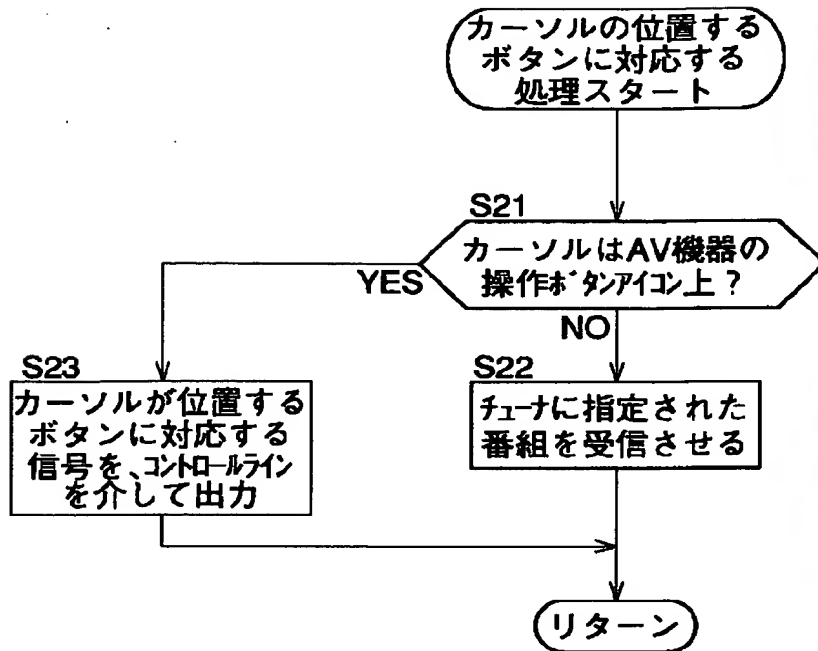 カーソルの位置する
ボタンに対応する
処理スタート
S21
カーソルはAV機器の
操作ボタンアイコン上？
YES
NO
S23
カーソルが位置する
ボタンに対応する
信号を、コントロールライン
を介して出力
S22
チューナに指定された
番組を受信させる
リターン